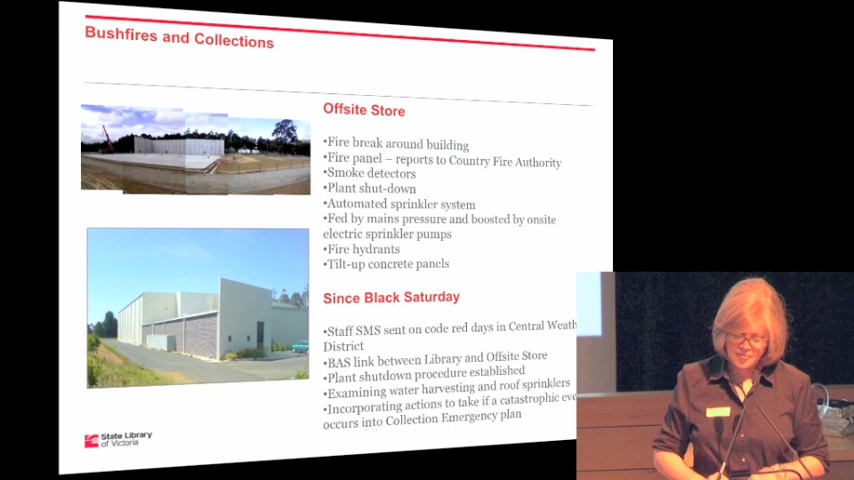 Bushfires and Collections
Offsite Store
•Fire break around building
•Fire panel – reports to Country Fire Authority
•Smoke detectors
•Plant shut-down
•Automated sprinkler system
•Fed by mains pressure and boosted by onsite
electric sprinkler pumps
•Fire hydrants
•Tilt-up concrete panels
Since Black Saturday
•Staff SMS sent on code red days in Central Weath
District
•BAS link between Library and Offsite Store
•Plant shutdown procedure established
•Examining water harvesting and roof sprinklers
•Incorporating actions to take if a catastrophic eve
occurs into Collection Emergency plan
State Library
of Victoria